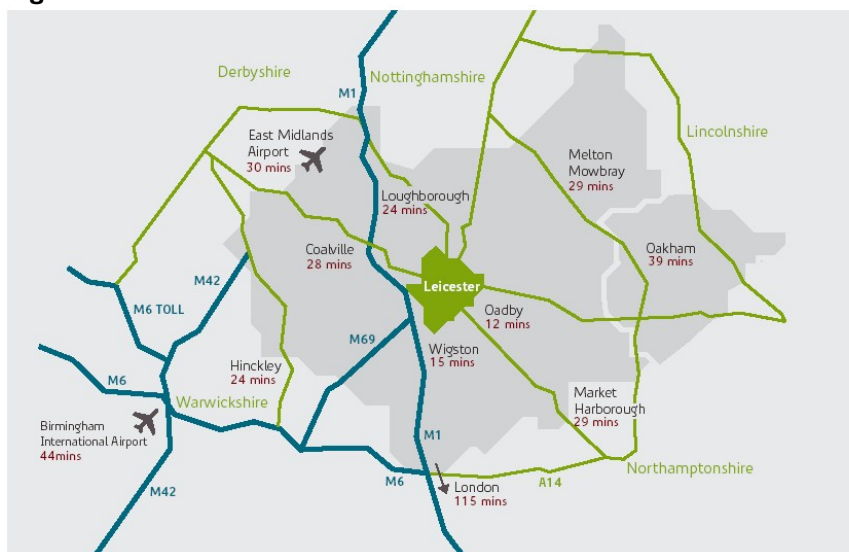 Derbyshire
Nottinghamshire
M1
Lincolnshire
East Midlands
Airport
30 mins
Melton
Mowbray
29 mins
Loughborough
24 mins
Coalville
28 mins
Oakham
39 mins
M42
Leicester
M6 TOLL
Oadby
12 mins
M69
Wigston
15 mins
Hinckley
24 mins
M6
Warwickshire
Market
Harborough
29 mins
Birmingham
International Airport
44mins
M1
Northamptonshire
M42
M6
London
115 mins
A14